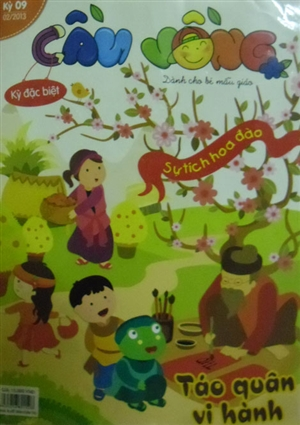 Kỳ 09
02/2013
CẦU VỒNG
Dành cho bé mẫu giáo
Kỳ đặc biệt
Sự tích hoa đào
Táo quân
vi hành